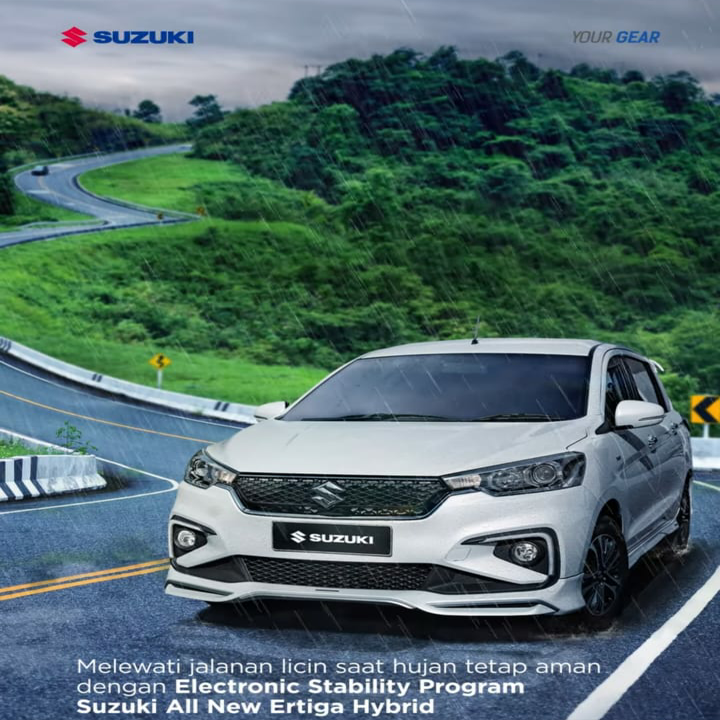 SUZUKI
YOUR GEAR
SUZUKI
Melewati jalanan licin saat hujan tetap aman
dengan Electronic Stability Program
Suzuki All New Ertiga Hybrid